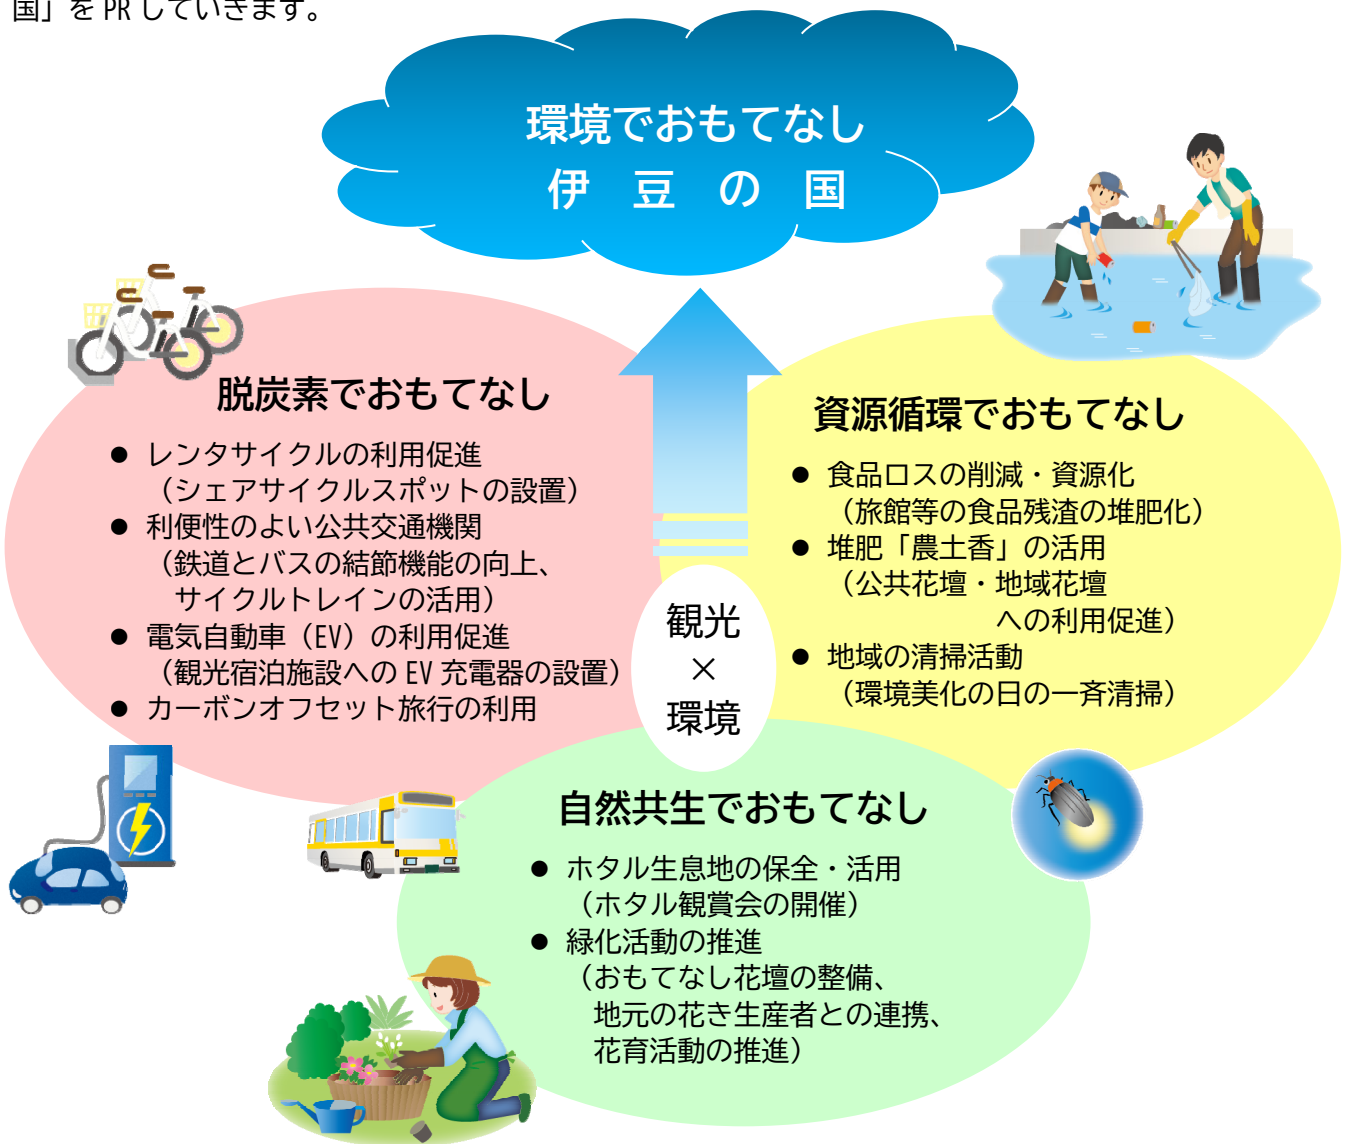 国」を PR していきます。
環境でおもてなし
伊 豆 の 国
脱炭素でおもてなし
● レンタサイクルの利用促進
（シェアサイクルスポットの設置）
● 利便性のよい公共交通機関
（鉄道とバスの結節機能の向上、
サイクルトレインの活用）
● 電気自動車（EV）の利用促進
（観光宿泊施設への EV 充電器の設置）
● カーボンオフセット旅行の利用
資源循環でおもてなし
● 食品ロスの削減・資源化
（旅館等の食品残渣の堆肥化）
● 堆肥「農土香」の活用
（公共花壇・地域花壇
への利用促進）
● 地域の清掃活動
（環境美化の日の一斉清掃）
観光
×
環境
自然共生でおもてなし
● ホタル生息地の保全・活用
（ホタル観賞会の開催）
● 緑化活動の推進
（おもてなし花壇の整備、
地元の花き生産者との連携、
花育活動の推進）